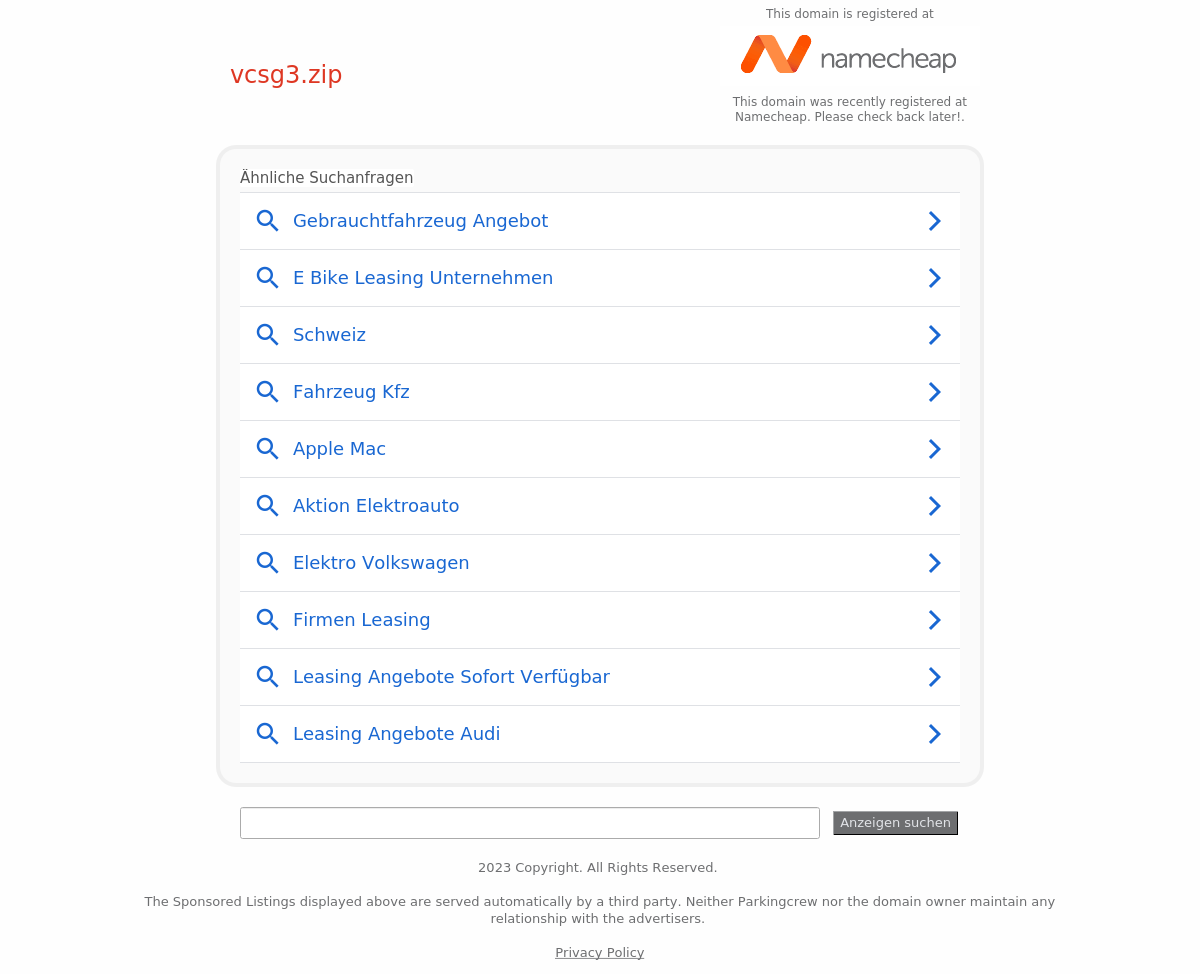 This domain is registered at
namecheap
vcsg3.zip
This domain was recently registered at
Namecheap. Please check back later!.
Ähnliche Suchanfragen
Gebrauchtfahrzeug Angebot
E Bike Leasing Unternehmen
Schweiz
Fahrzeug Kfz
Apple Mac
Aktion Elektroauto
Elektro Volkswagen
Firmen Leasing
Leasing Angebote Sofort Verfügbar
Leasing Angebote Audi
Anzeigen suchen
2023 Copyright. All Rights Reserved.
The Sponsored Listings displayed above are served automatically by a third party. Neither Parkingcrew nor the domain owner maintain any
relationship with the advertisers.
Privacy Policy